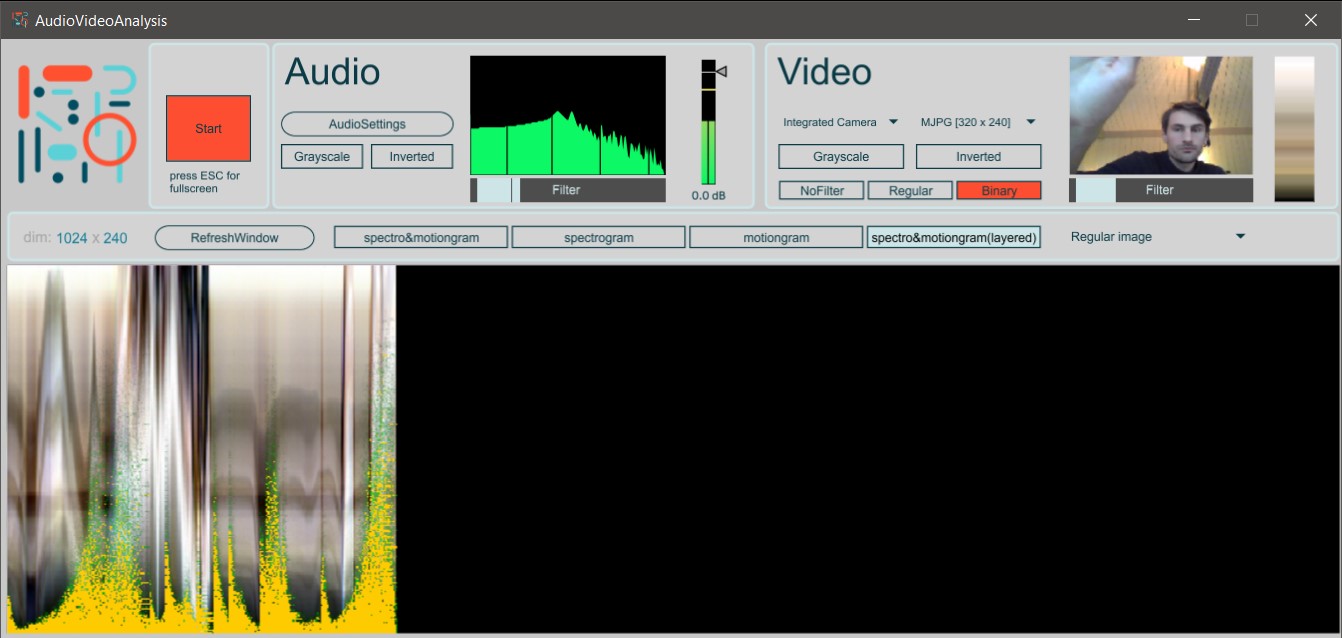 AudioVideoAnalysis
Start
press ESC for
fullscreen
Audio
AudioSettings
Grayscale
Inverted
Filter
0.0 dB
Video
Integrated Camera
MJPG [320 x 240]
Grayscale
Inverted
NoFilter
Regular
Binary
Filter
dim: 1024 x 240
RefreshWindow
spectro&motiongram
spectrogram
motiongram
spectro&motiongram(layered)
Regular image